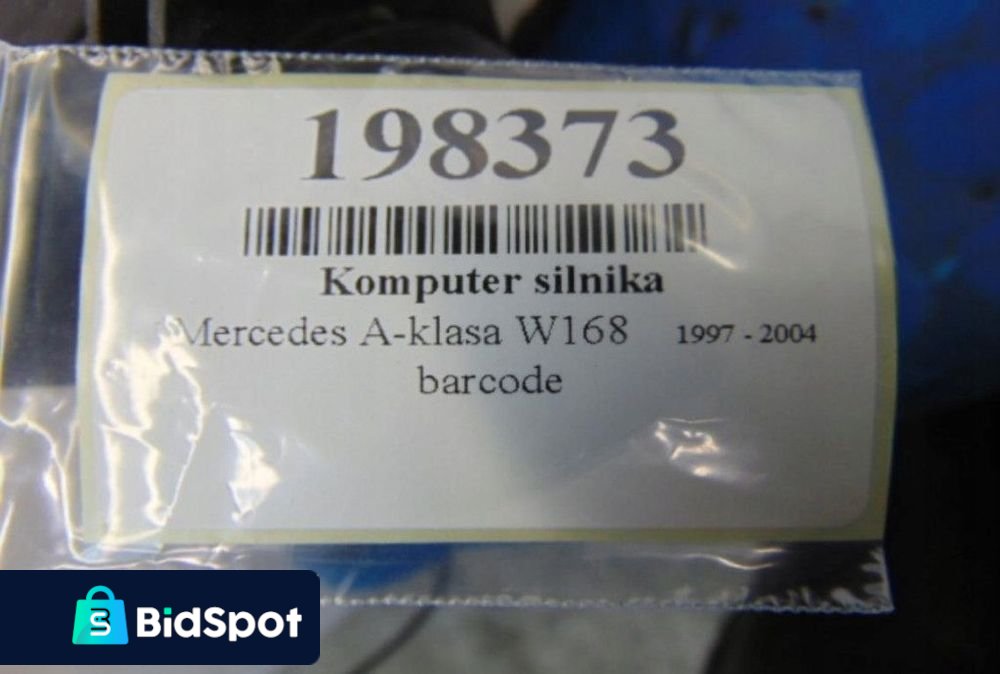 198373
Komputer silnika
Mercedes A-klasa W168 1997 - 2004
barcode
BidSpot